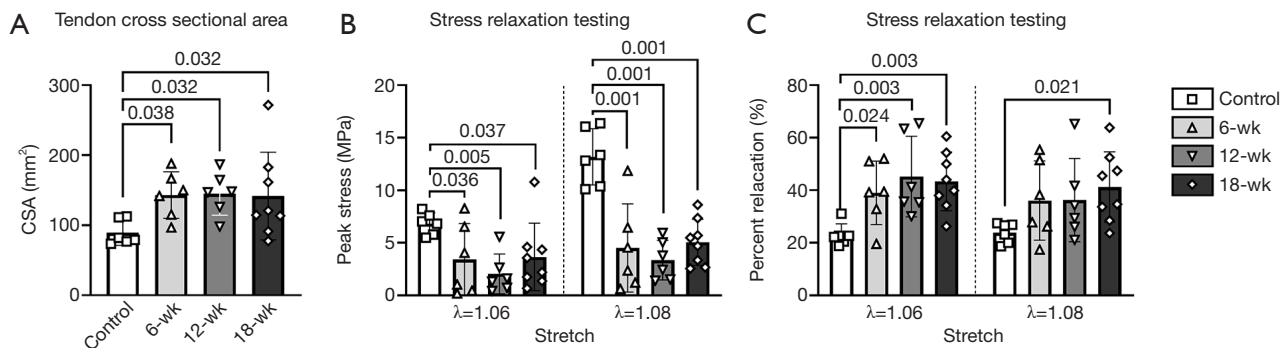 A
Tendon cross sectional area
0.032
0.032
0.038
CSA (mm²)
300
200
100
0
Control
6-wk
12-wk
18-wk
B
Stress relaxation testing
0.001
0.001
0.001
0.037
0.005
0.036
Peak stress (MPa)
20
15
10
5
0
λ=1.06
λ=1.08
Stretch
C
Stress relaxation testing
0.003
0.003
0.024
0.021
Percent relacation (%)
80
60
40
20
0
λ=1.06
λ=1.08
Stretch
Control
6-wk
12-wk
18-wk